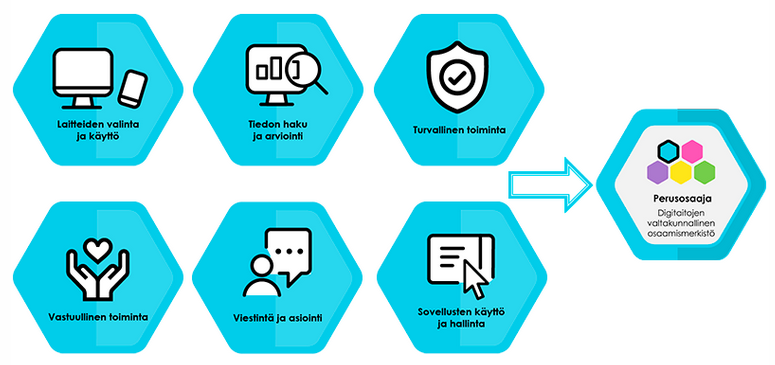 Laitteiden valinta
ja käyttö
Tiedon haku
ja arviointi
Turvallinen toiminta
Vastuullinen toiminta
Viestintä ja asiointi
Sovellusten käyttö
ja hallinta
Perusosaaja
Digitaitojen
valtakunnallinen
osaamismerkistö